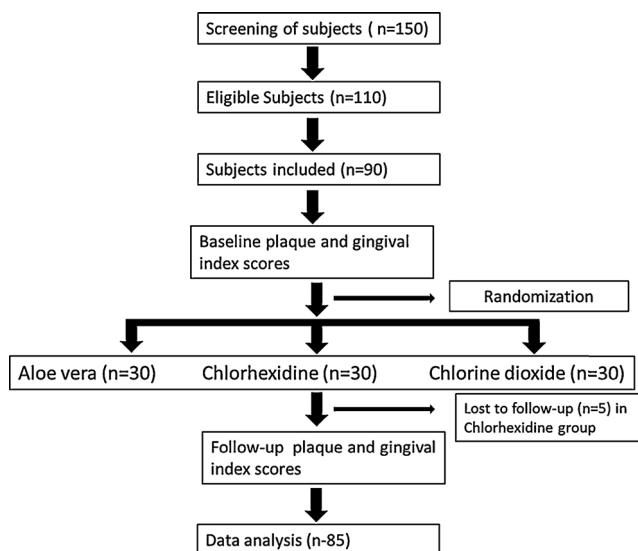 Screening of subjects ( n=150)
Eligible Subjects (n=110)
Subjects included (n=90)
Baseline plaque and gingival
index scores
Randomization
Aloe vera (n=30) Chlorhexidine (n=30) Chlorine dioxide (n=30)
Lost to follow-up (n=5) in
Chlorhexidine group
Follow-up plaque and gingival
index scores
Data analysis (n-85)